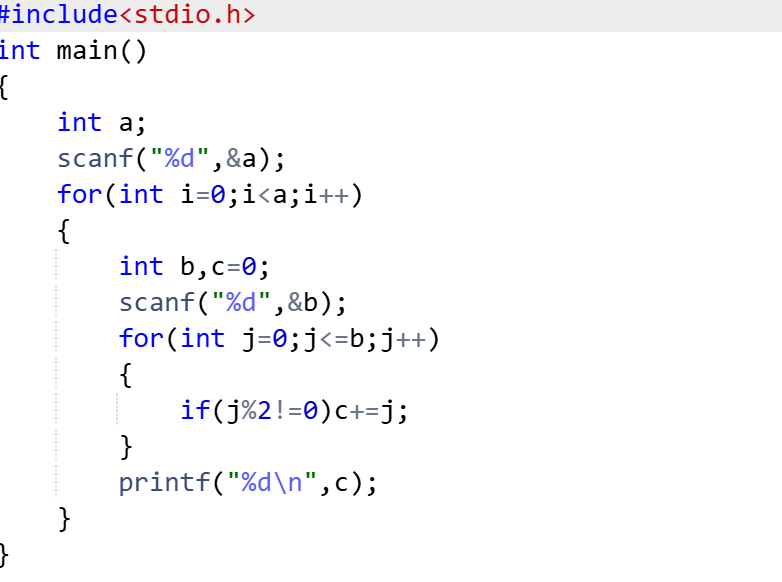 #include<stdio.h>
int main()
{
    int a;
    scanf("%d",&a);
    for(int i=0;i<a;i++)
    {
        int b,c=0;
        scanf("%d",&b);
        for(int j=0;j<=b;j++)
        {
            if(j%2!=0)c+=j;
        }
        printf("%d\n",c);
    }
}